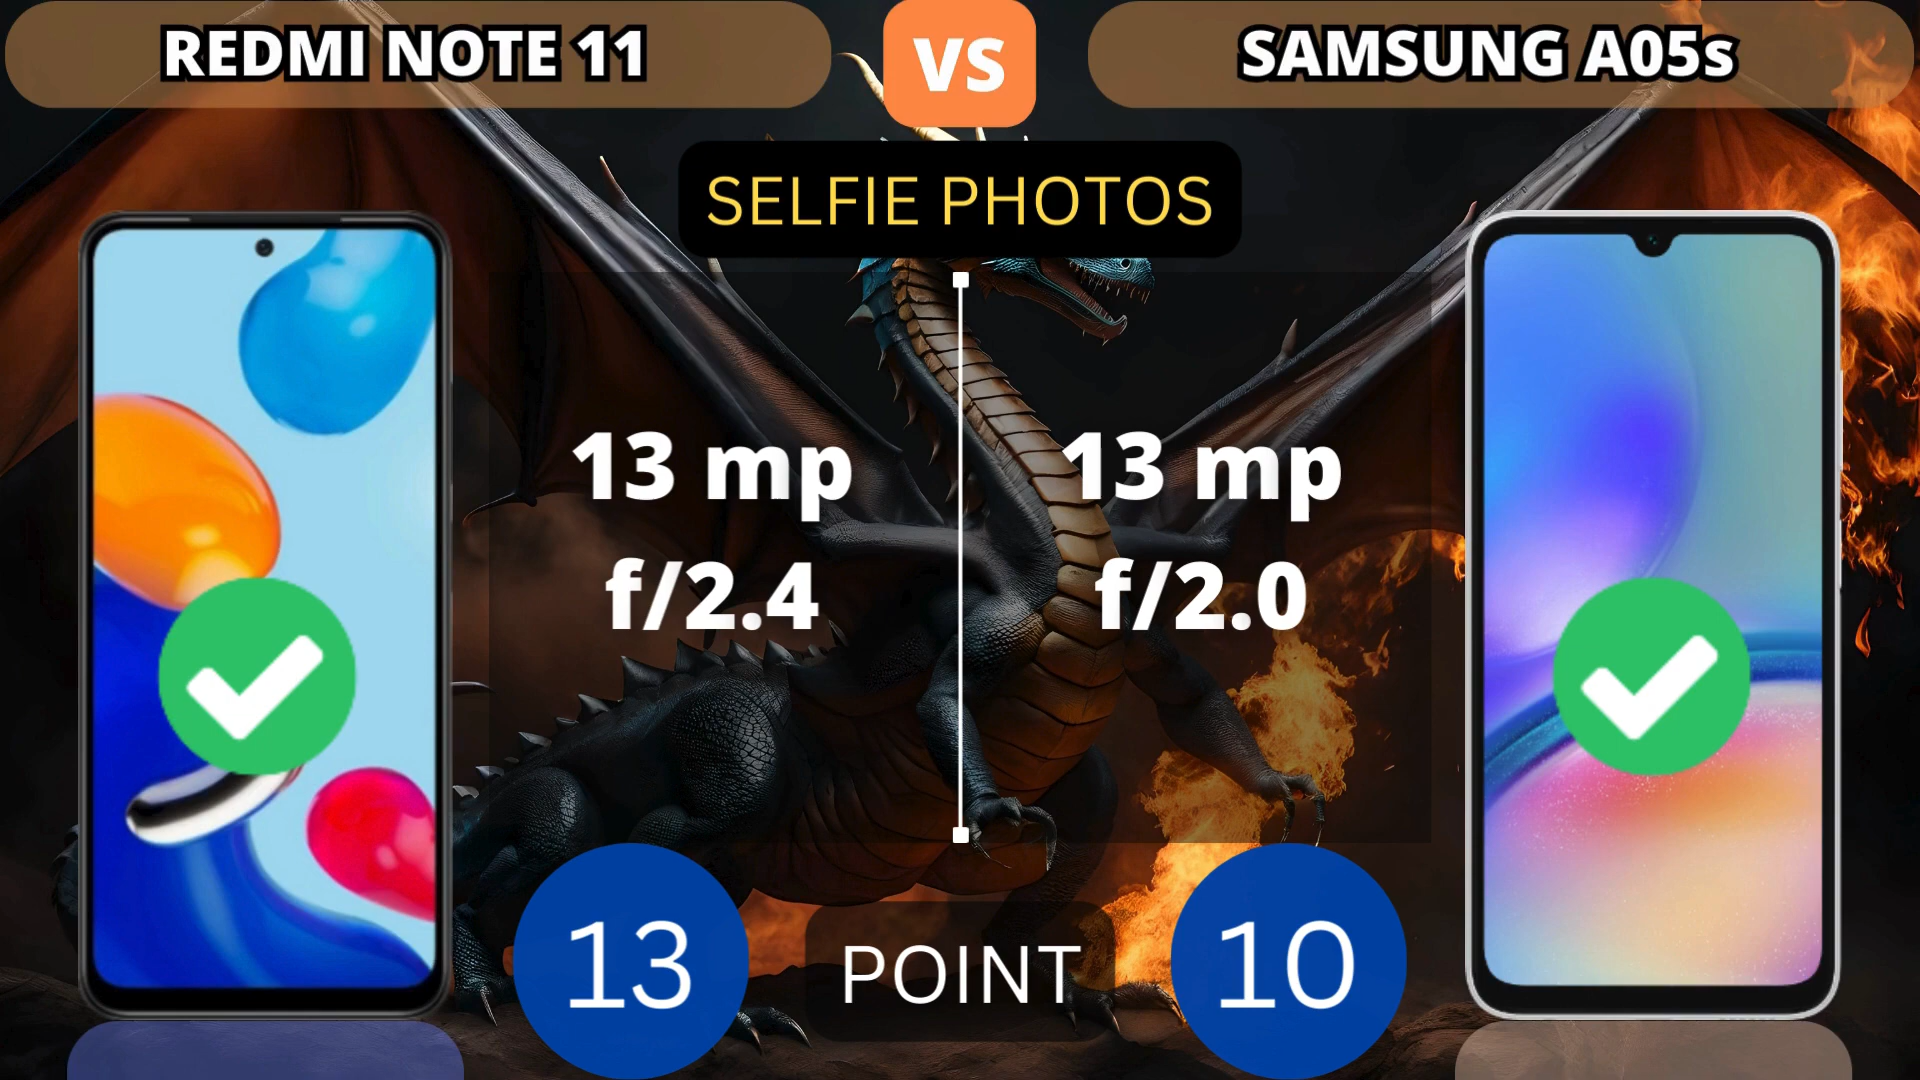 REDMI NOTE 11
VS
SAMSUNG A05s
SELFIE PHOTOS
13 mp
f/2.4
13 mp
f/2.0
13
POINT
10